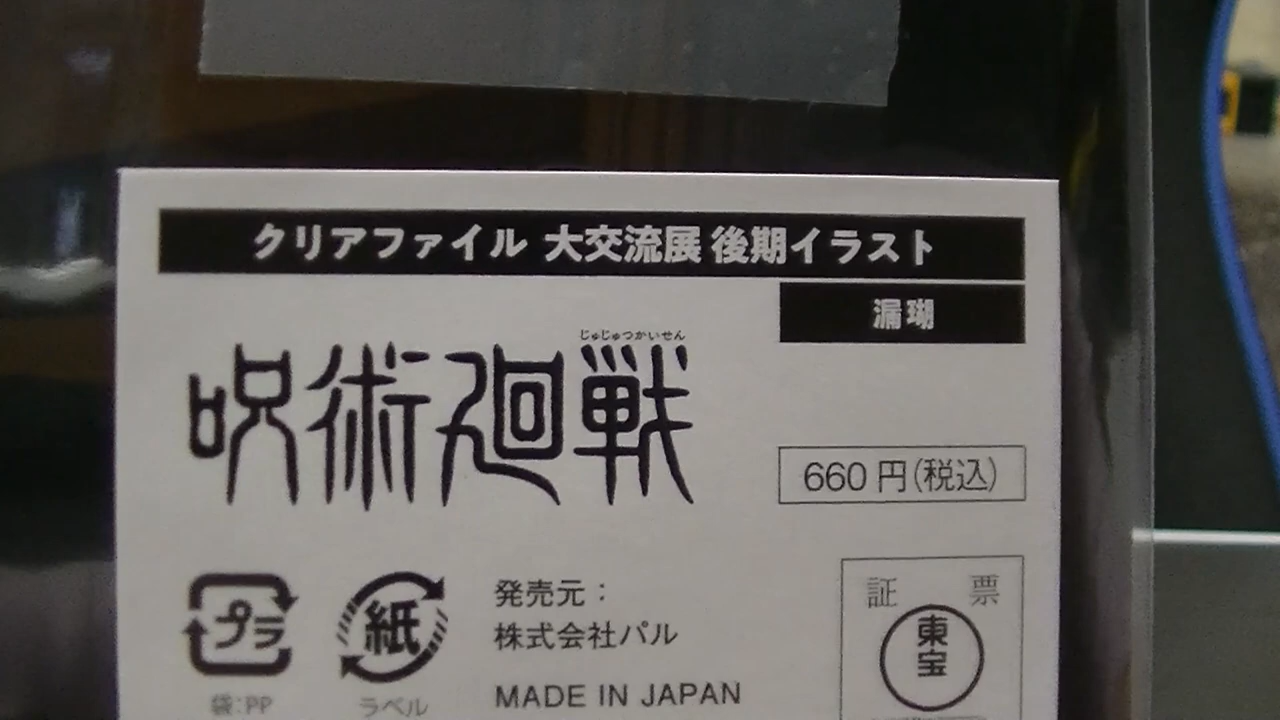 クリアファイル 大交流展 後期イラスト
漏瑚
じゅじゅつかいせん
呪術廻戦
660円(税込)
プラ
袋:PP
紙
ラベル
発売元:
株式会社パル
MADE IN JAPAN
証 票
東宝